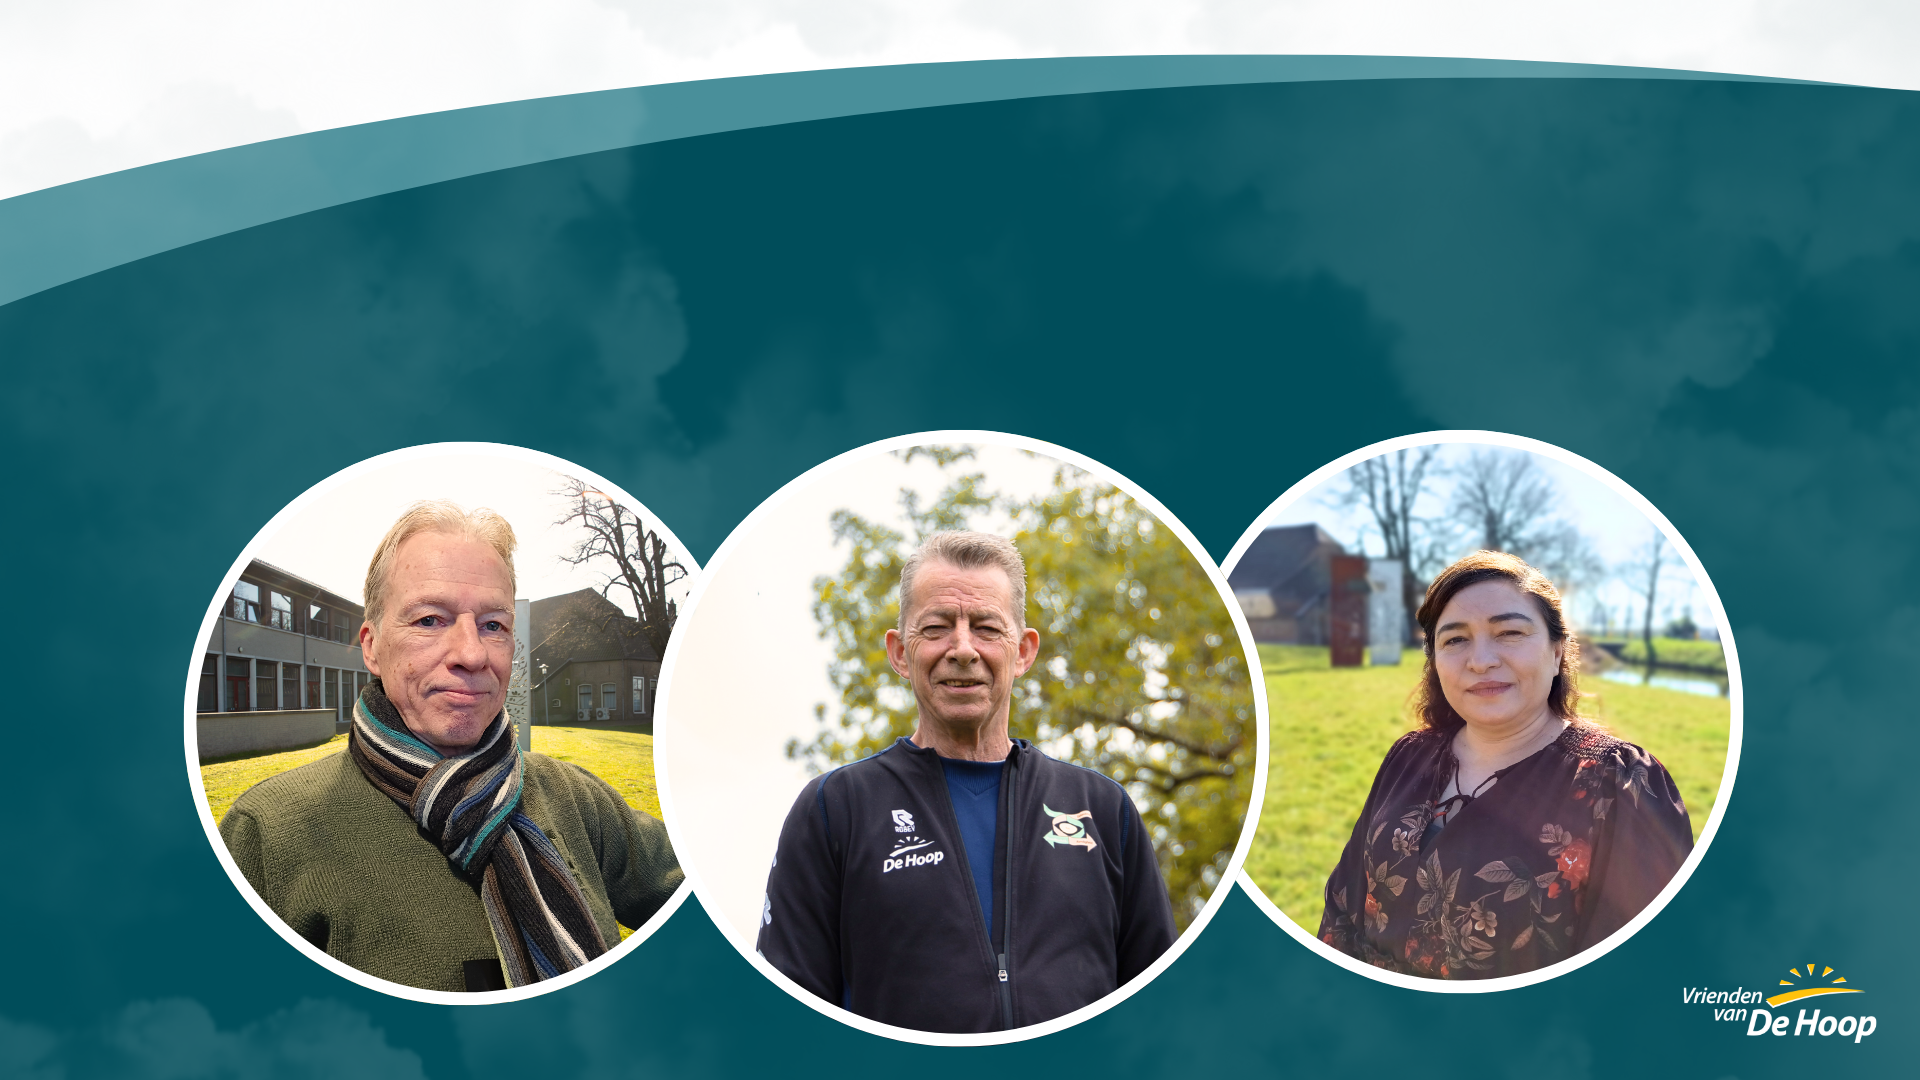 ROBEY
De Hoop
Vrienden
van De Hoop